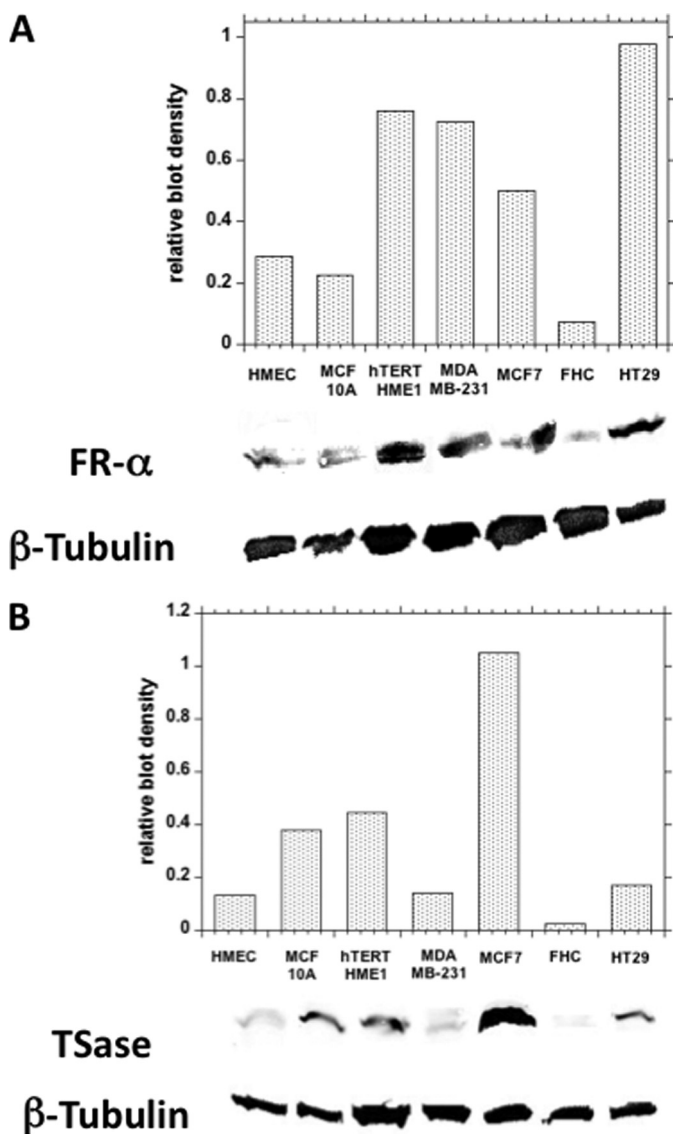 A
relative blot density
1
0.8
0.6
0.4
0.2
0
HMEC
MCF
10A
hTERT
HME1
MDA
MB-231
MCF7
FHC
HT29
FR-α
β-Tubulin
B
relative blot density
1.2
1
0.8
0.6
0.4
0.2
0
HMEC
MCF
10A
hTERT
HME1
MDA
MB-231
MCF7
FHC
HT29
TSase
β-Tubulin